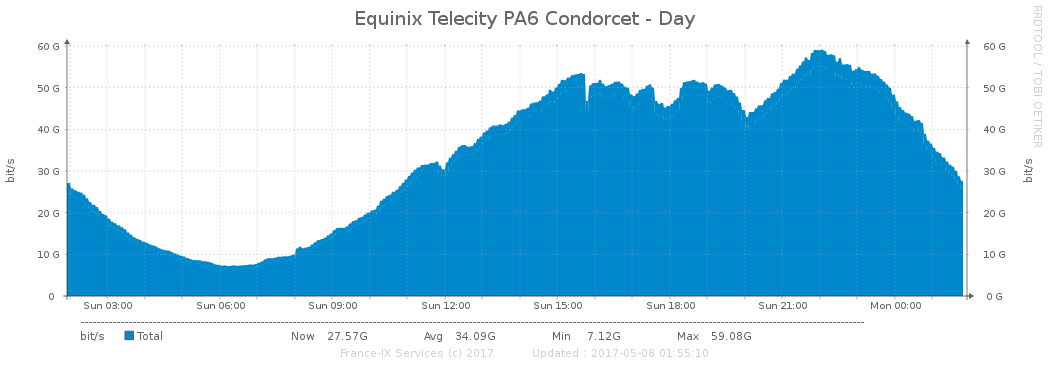 Equinix Telecity PA6 Condorcet - Day
RRDTOOL / TOBI OETIKER
bit/s
60 G
50 G
40 G
30 G
20 G
10 G
0
60 G
50 G
40 G
30 G
20 G
10 G
0 G
bit/s
Sun 03:00 Sun 06:00 Sun 09:00 Sun 12:00 Sun 15:00 Sun 18:00 Sun 21:00 Mon 00:00
bit/s Total Now 27.57G Avg 34.09G Min 7.12G Max 59.08G
France-IX Services (c) 2017 Updated : 2017-05-08 01:55:10